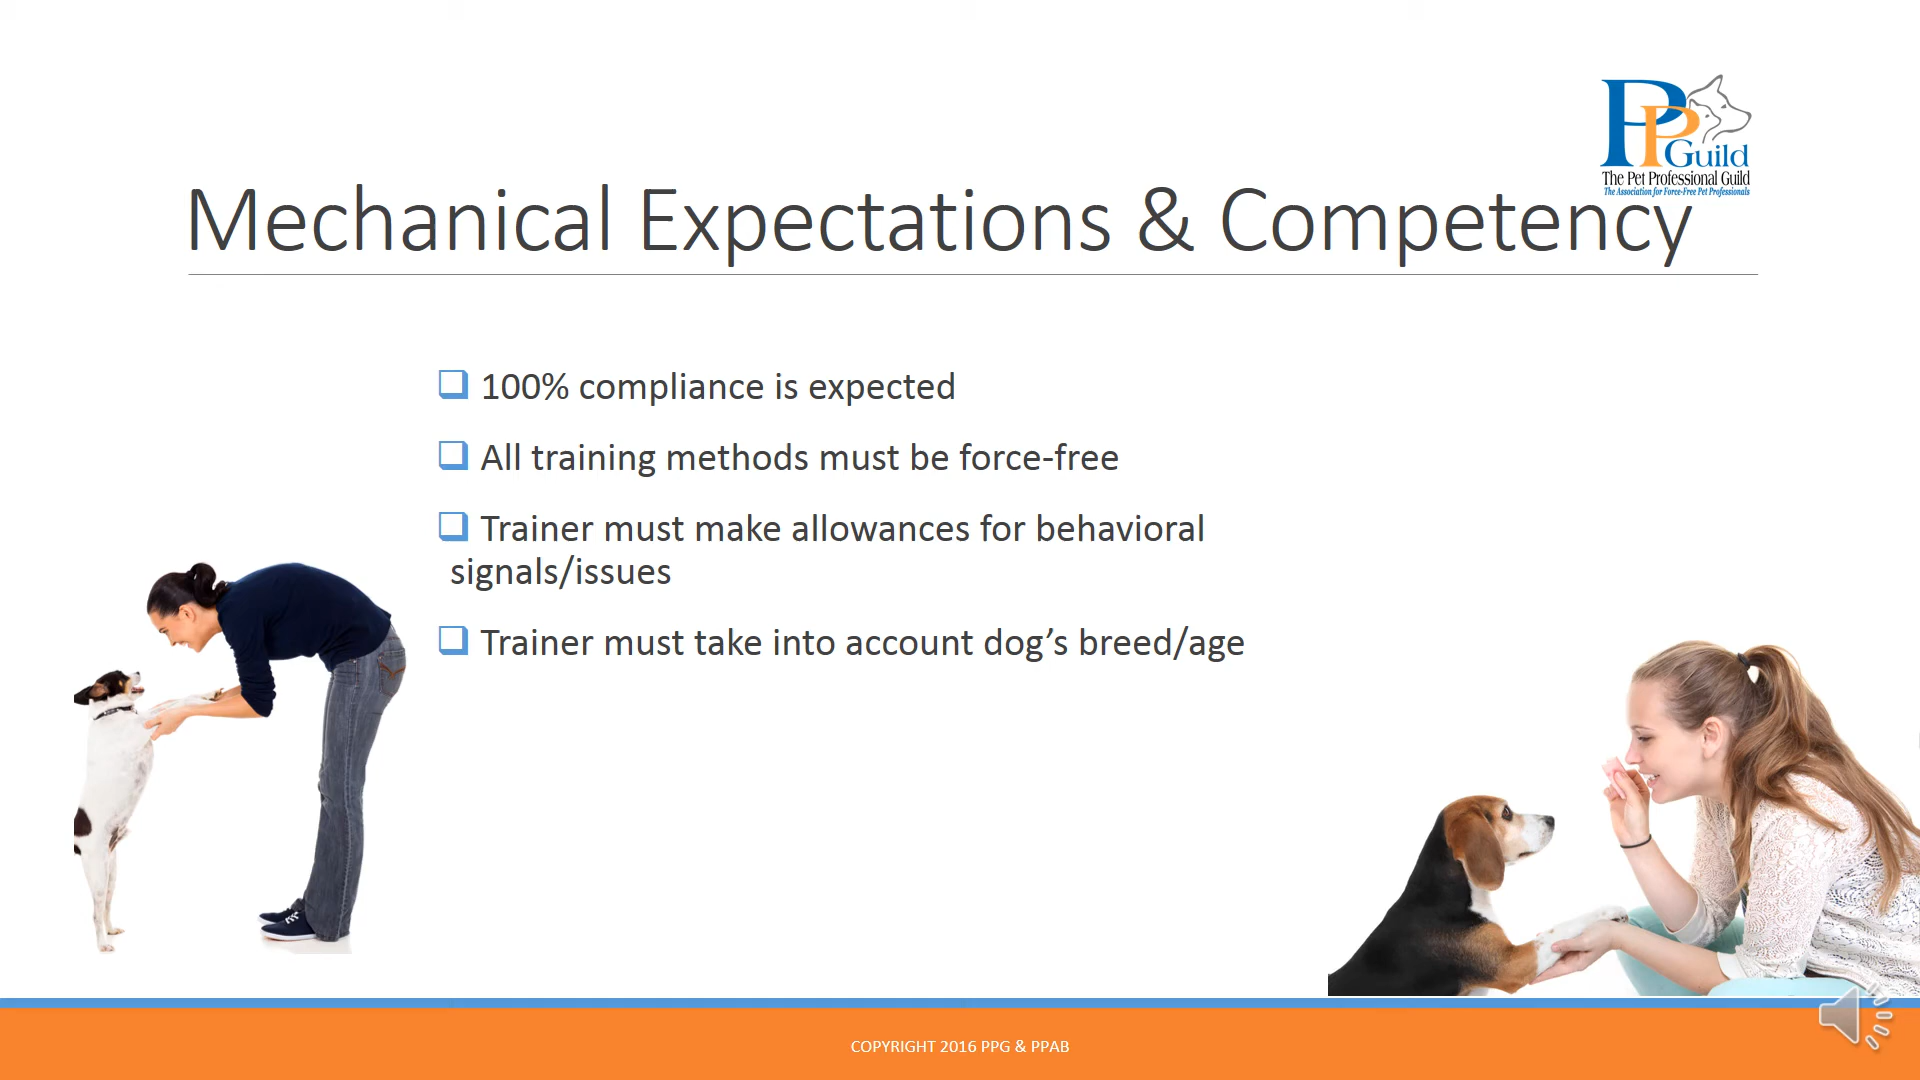 PP
Guild
The Pet Professional Guild
The Association for Force-Free Pet Professionals
Mechanical Expectations & Competency
100% compliance is expected
All training methods must be force-free
Trainer must make allowances for behavioral
signals/issues
Trainer must take into account dog’s breed/age
COPYRIGHT 2016 PPG & PPAB